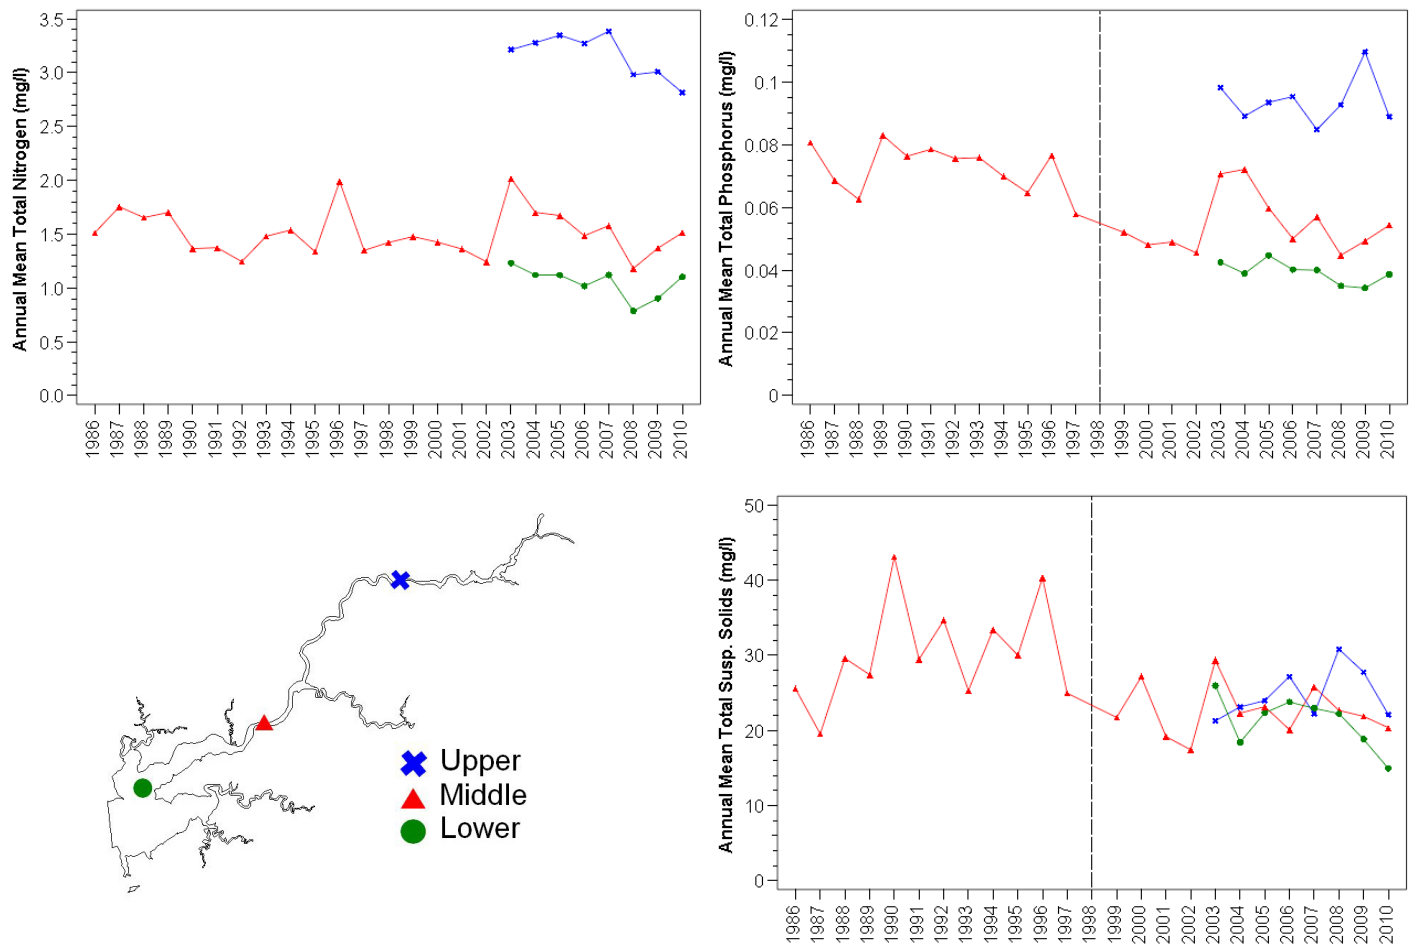 Annual Mean Total Nitrogen (mg/l)
3.5
3.0
2.5
2.0
1.5
1.0
0.5
0.0
1986 1987 1988 1989 1990 1991 1992 1993 1994 1995 1996 1997 1998 1999 2000 2001 2002 2003 2004 2005 2006 2007 2008 2009 2010
Annual Mean Total Phosphorus (mg/l)
0.12
0.1
0.08
0.06
0.04
0.02
0
1986 1987 1988 1989 1990 1991 1992 1993 1994 1995 1996 1997 1998 1999 2000 2001 2002 2003 2004 2005 2006 2007 2008 2009 2010
Upper
Middle
Lower
Annual Mean Total Susp. Solids (mg/l)
50
40
30
20
10
0
1986 1987 1988 1989 1990 1991 1992 1993 1994 1995 1996 1997 1998 1999 2000 2001 2002 2003 2004 2005 2006 2007 2008 2009 2010